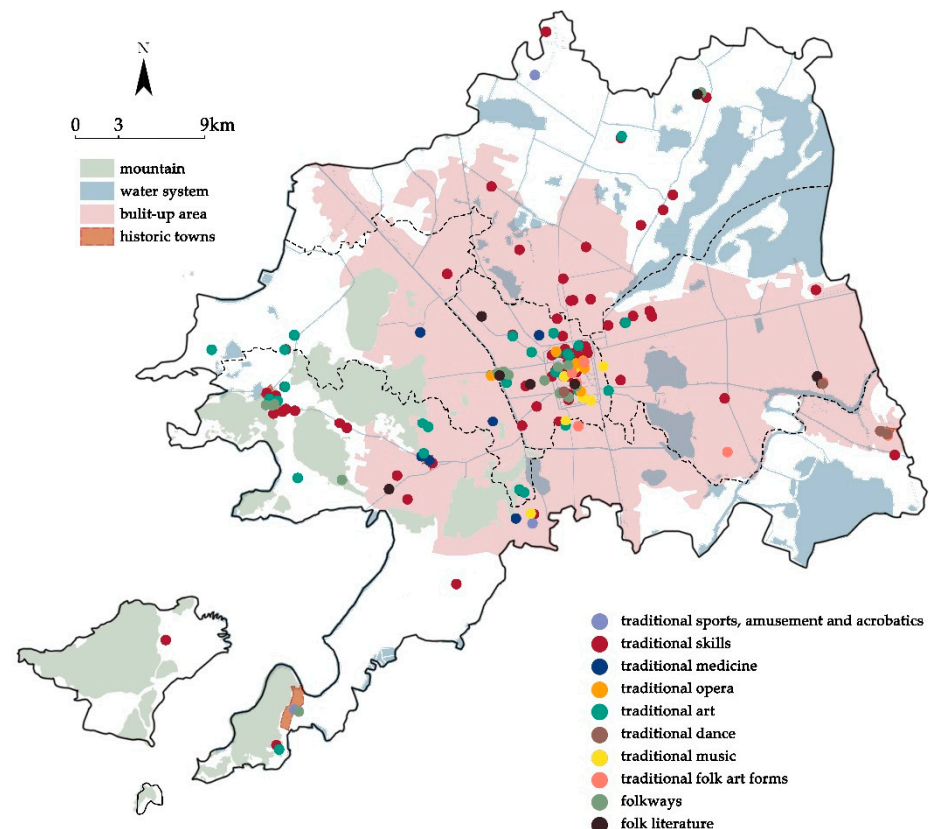 N
0 3 9km
mountain
water system
bulit-up area
historic towns
traditional sports, amusement and acrobatics
traditional skills
traditional medicine
traditional opera
traditional art
traditional dance
traditional music
traditional folk art forms
folkways
folk literature